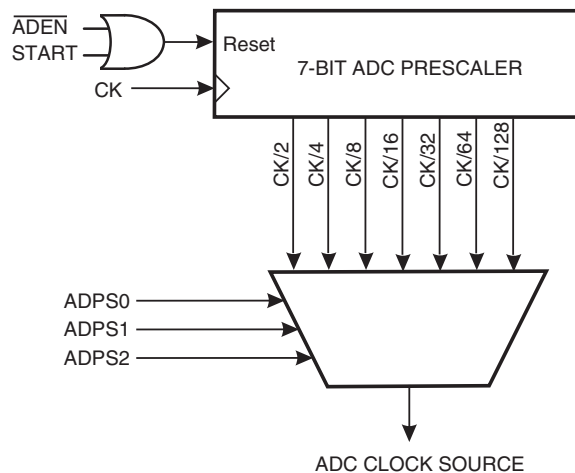 ADEN
START
Reset
7-BIT ADC PRESCALER
CK
CK/2
CK/4
CK/8
CK/16
CK/32
CK/64
CK/128
ADPS0
ADPS1
ADPS2
ADC CLOCK SOURCE